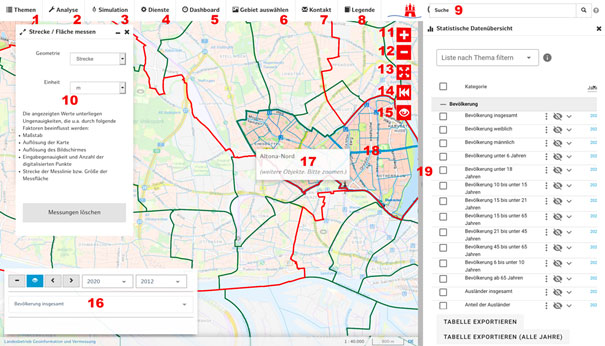 Themen
Analyse
Simulation
Dienste
Dashboard
Gebiet auswählen
Kontakt
Legende
Suche
1 2 3 4 5 6 7 8 9
Strecke / Fläche messen
Geometrie
Strecke
Einheit
m
10
Die angezeigten Werte unterliegen
Ungenauigkeiten, die u.a. durch folgende
Faktoren beeinflusst werden:
Maßstab
Auflösung der Karte
Auflösung des Bildschirmes
Eingabegenauigkeit und Anzahl der
digitalisierten Punkte
Strecke der Messlinie bzw. Größe der
Messfläche
Messungen löschen
2020
2012
Bevölkerung insgesamt
16
11
12
13
14
15
Altona-Nord
17
(weitere Objekte. Bitte zoomen.)
18
19
Landesbetrieb Geoinformation und Vermessung
1 : 40.000
800 m
Statistische Datenübersicht
Liste nach Thema filtern
Kategorie
Jahr
Bevölkerung
Bevölkerung insgesamt
Bevölkerung weiblich
Bevölkerung männlich
Bevölkerung unter 6 Jahren
Bevölkerung unter 18
Jahren
Bevölkerung 10 bis unter 15
Jahren
Bevölkerung 15 bis unter 21
Jahren
Bevölkerung 15 bis unter 65
Jahren
Bevölkerung 21 bis unter 45
Jahren
Bevölkerung 45 bis unter 65
Jahren
Bevölkerung 6 bis unter 10
Jahren
Bevölkerung ab 65 Jahren
Ausländer insgesamt
Anteil der Ausländer
TABELLE EXPORTIEREN
TABELLE EXPORTIEREN (ALLE JAHRE)